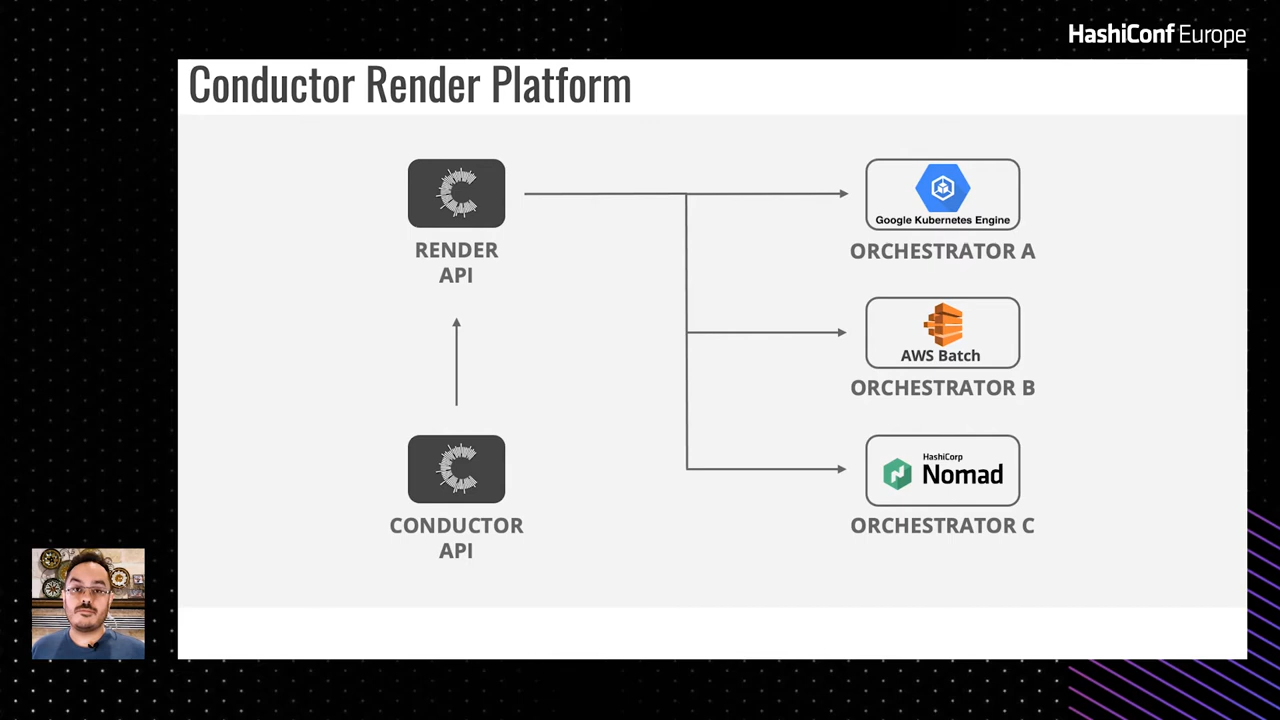 HashiConf Europe
Conductor Render Platform
RENDER
API
Google Kubernetes Engine
ORCHESTRATOR A
AWS Batch
ORCHESTRATOR B
HashiCorp
Nomad
ORCHESTRATOR C
CONDUCTOR
API